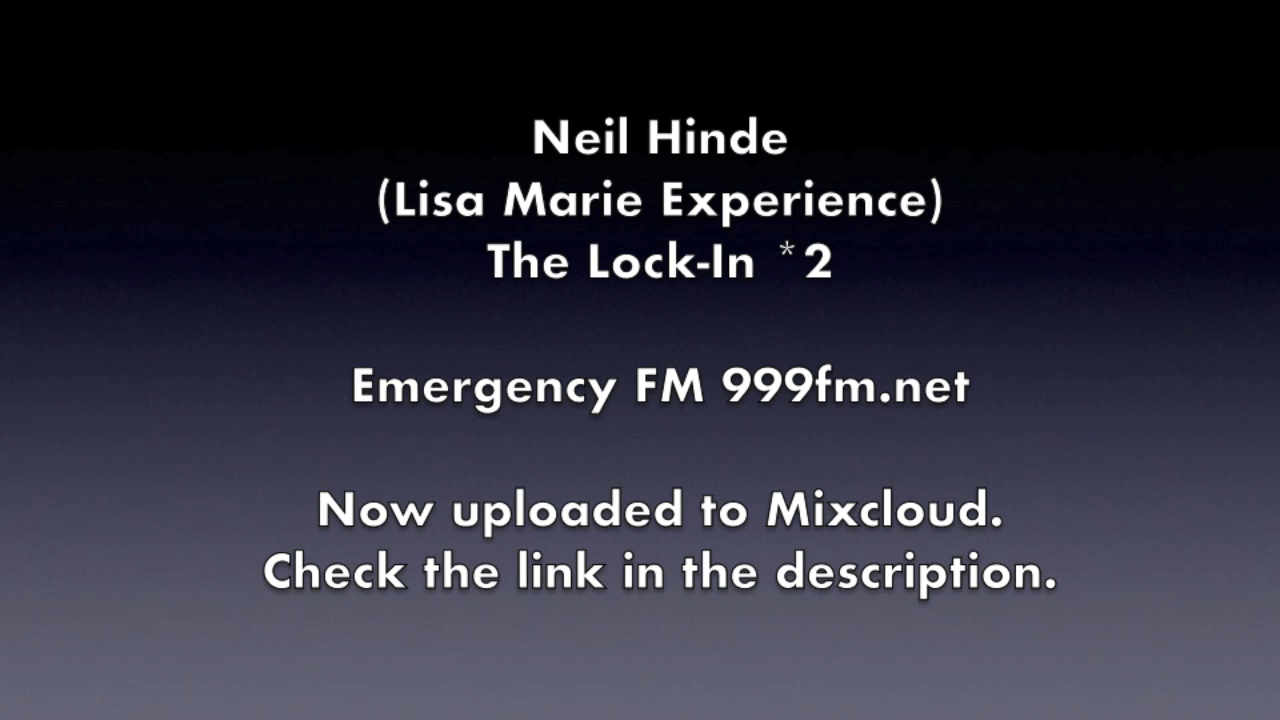 Neil Hinde
(Lisa Marie Experience)
The Lock-In *2
Emergency FM 999fm.net
Now uploaded to Mixcloud.
Check the link in the description.